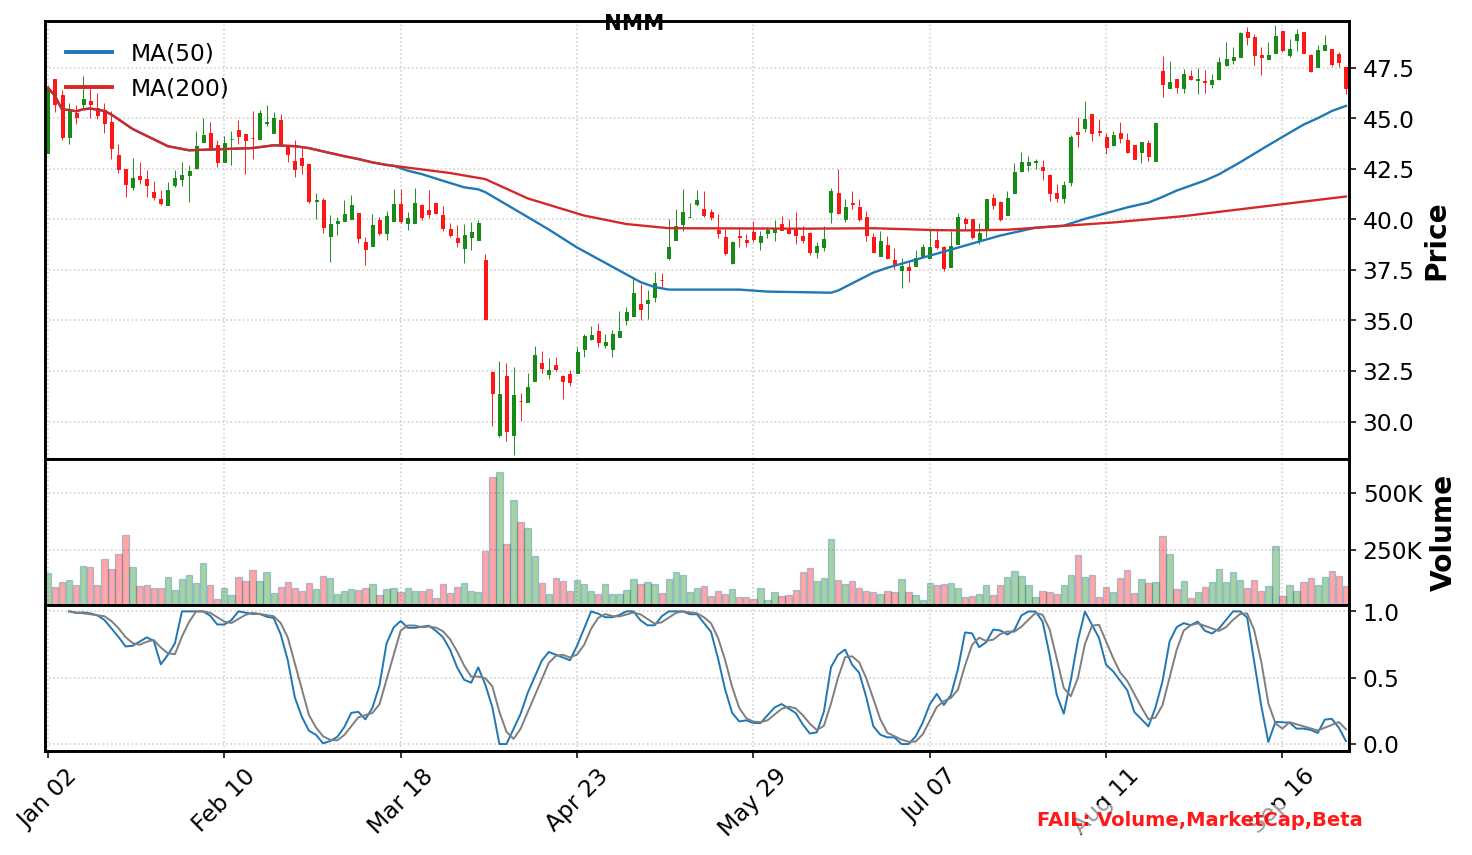 NMM
MA(50)
MA(200)
47.5
45.0
42.5
40.0
37.5
35.0
32.5
30.0
Price
500K
250K
Volume
1.0
0.5
0.0
Jan 02
Feb 10
Mar 18
Apr 23
May 29
Jul 07
Aug 11
Sep 16
FAIL: Volume,MarketCap,Beta